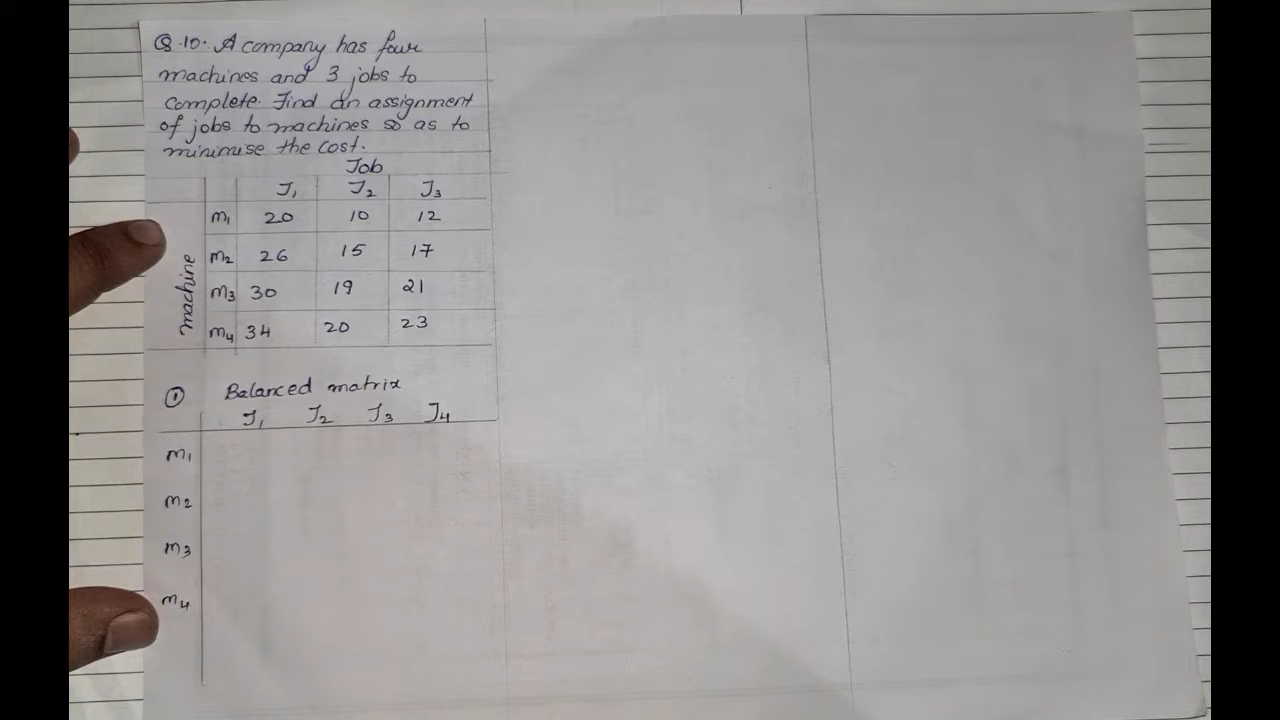 Q.10. A company has four
machines and 3 jobs to
complete. Find an assignment
of jobs to machines so as to
minimise the cost.
Job
J₁ J₂ J₃
machine
m₁ 20 10 12
m₂ 26 15 17
m₃ 30 19 21
m₄ 34 20 23
① Balanced matrix
J₁ J₂ J₃ J₄
m₁
m₂
m₃
m₄